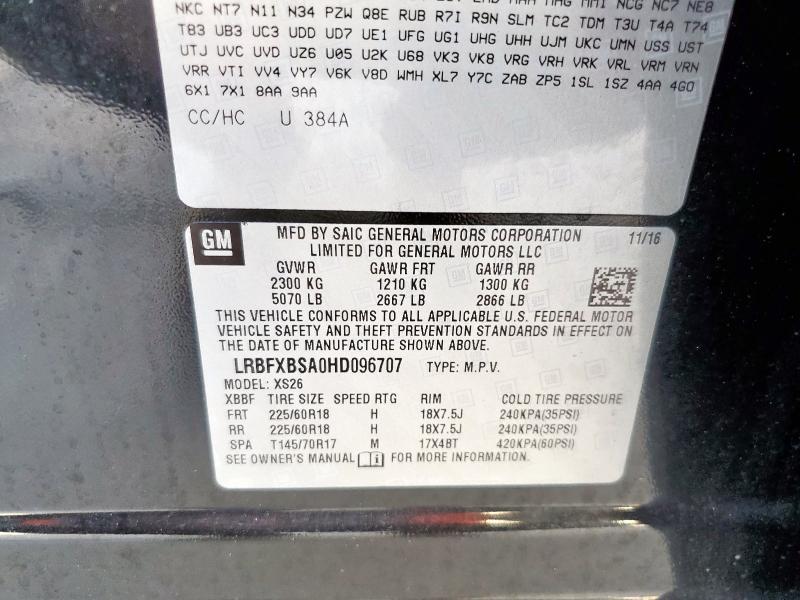 NKC NT7 N11 N34 PZW Q8E RUB R7I R9N SLM TC2 TDM T3U T4A T74
T83 UB3 UC3 UDD UD7 UE1 UFG UG1 UHG UHH UJM UKC UMN USS UST
UTJ UVC UVD UZ6 U05 U2K U68 VK3 VK8 VRG VRH VRK VRL VRM VRN
VRR VTI VV4 VY7 V6K V8D WMH XL7 Y7C ZAB ZP5 1SL 1SZ 4AA 4G0
6X1 7X1 8AA 9AA
CC/HC U 384A
GM
MFD BY SAIC GENERAL MOTORS CORPORATION 11/16
LIMITED FOR GENERAL MOTORS LLC
GVWR GAWR FRT GAWR RR
2300 KG 1210 KG 1300 KG
5070 LB 2667 LB 2866 LB
THIS VEHICLE CONFORMS TO ALL APPLICABLE U.S. FEDERAL MOTOR
VEHICLE SAFETY AND THEFT PREVENTION STANDARDS IN EFFECT ON
THE DATE OF MANUFACTURE SHOWN ABOVE.
LRBFXBSA0HD096707 TYPE: M.P.V.
MODEL: XS26
XBBF TIRE SIZE SPEED RTG RIM COLD TIRE PRESSURE
FRT 225/60R18 H 18X7.5J 240KPA(35PSI)
RR 225/60R18 H 18X7.5J 240KPA(35PSI)
SPA T145/70R17 M 17X4BT 420KPA(60PSI)
SEE OWNER'S MANUAL FOR MORE INFORMATION.